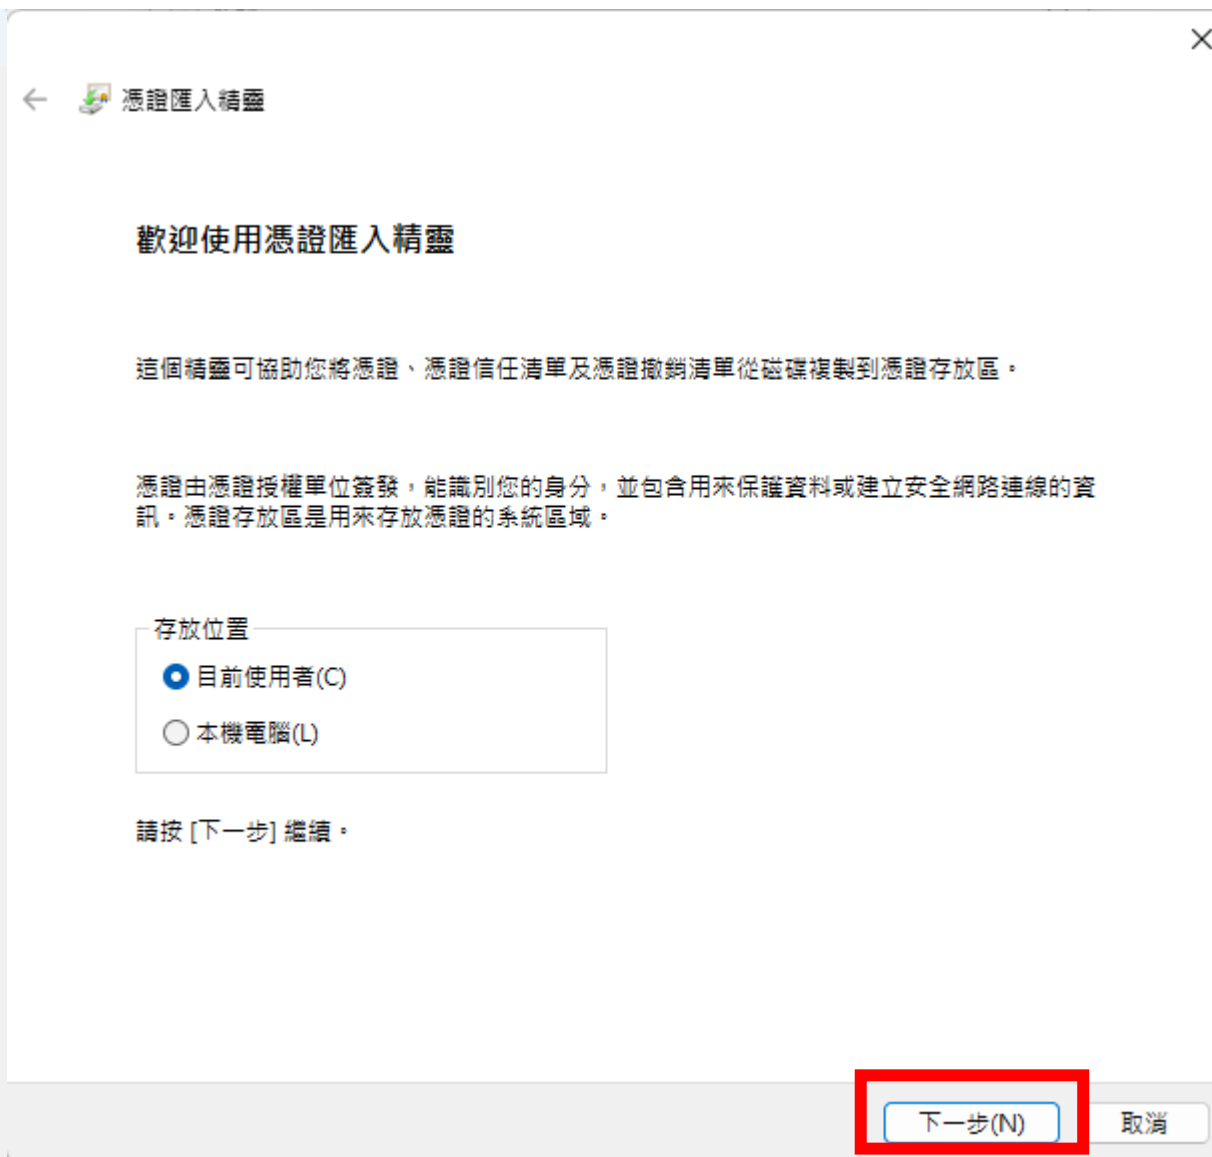 憑證匯入精靈
歡迎使用憑證匯入精靈
這個精靈可協助您將憑證、憑證信任清單及憑證撤銷清單從磁碟複製到憑證存放區。
憑證由憑證授權單位簽發，能識別您的身分，並包含用來保護資料或建立安全網路連線的資
訊。憑證存放區是用來存放憑證的系統區域。
存放位置
目前使用者(C)
本機電腦(L)
請按 [下一步] 繼續。
下一步(N)
取消